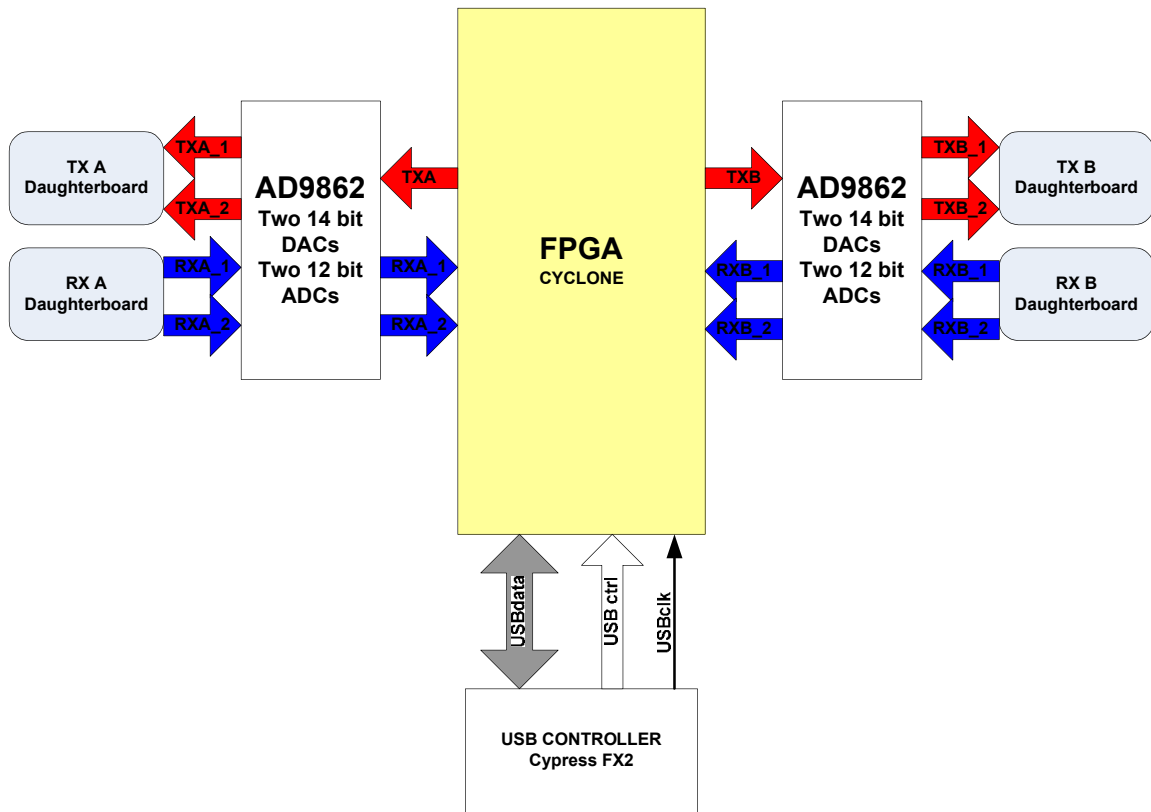 TX A
Daughterboard
RX A
Daughterboard
TXA_1
TXA_2
RXA_1
RXA_2
AD9862
Two 14 bit
DACs
Two 12 bit
ADCs
TXA
RXA_1
RXA_2
FPGA
CYCLONE
TXB
RXB_1
RXB_2
AD9862
Two 14 bit
DACs
Two 12 bit
ADCs
TXB_1
TXB_2
RXB_1
RXB_2
TX B
Daughterboard
RX B
Daughterboard
USBdata
USB ctrl
USBclk
USB CONTROLLER
Cypress FX2